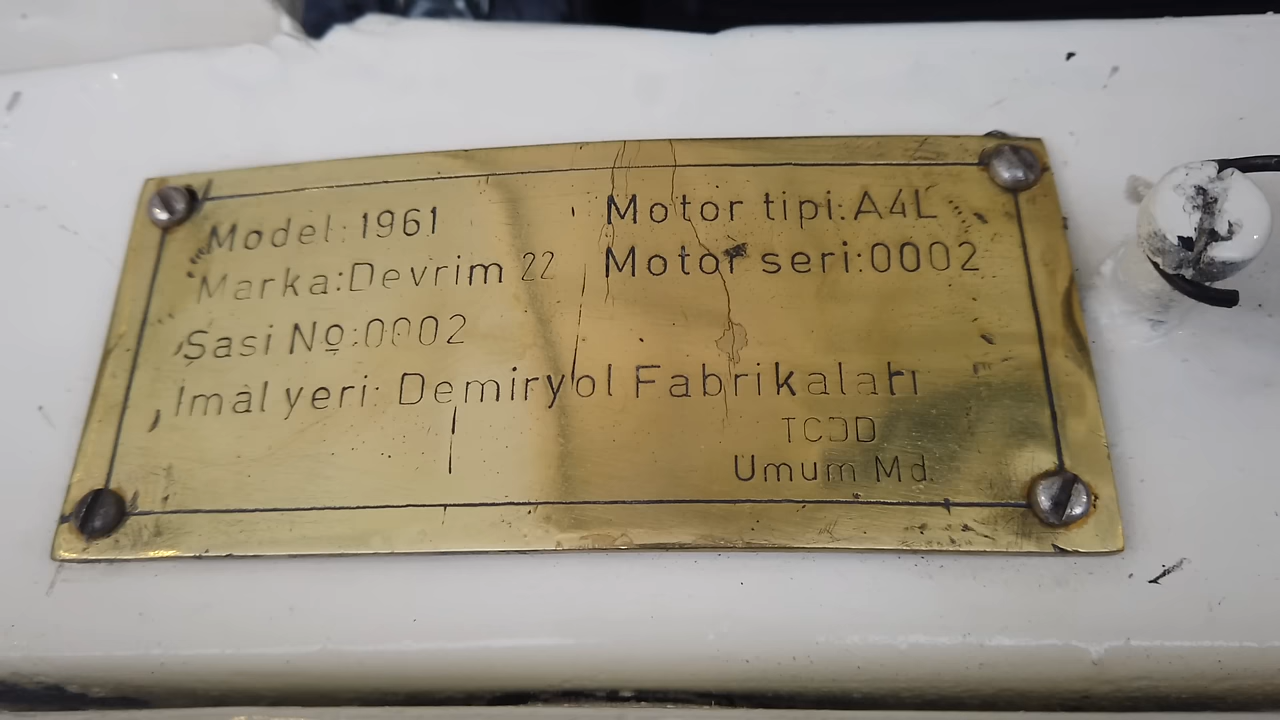 Model: 1961 Motor tipi: A4L
Marka: Devrim 22 Motor seri: 0002
Şasi No: 0002
İmal yeri: Demiryol Fabrikaları
TCDD
Umum Md.